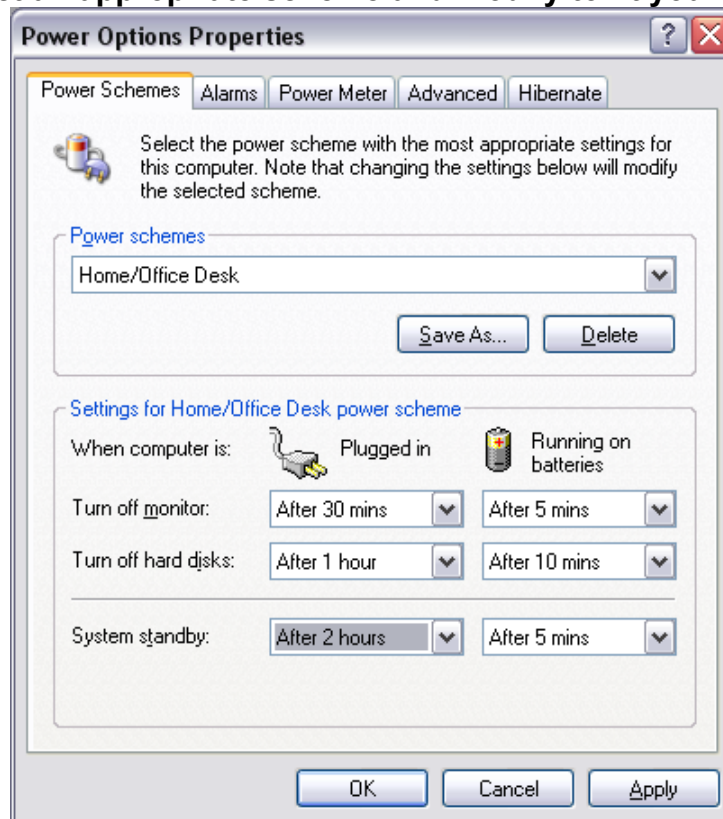 appropriate scheme and modify
Power Options Properties
Power Schemes Alarms Power Meter Advanced Hibernate
Select the power scheme with the most appropriate settings for
this computer. Note that changing the settings below will modify
the selected scheme.
Power schemes
Home/Office Desk
Save As... Delete
Settings for Home/Office Desk power scheme
When computer is: Plugged in Running on
batteries
Turn off monitor: After 30 mins After 5 mins
Turn off hard disks: After 1 hour After 10 mins
System standby: After 2 hours After 5 mins
OK Cancel Apply